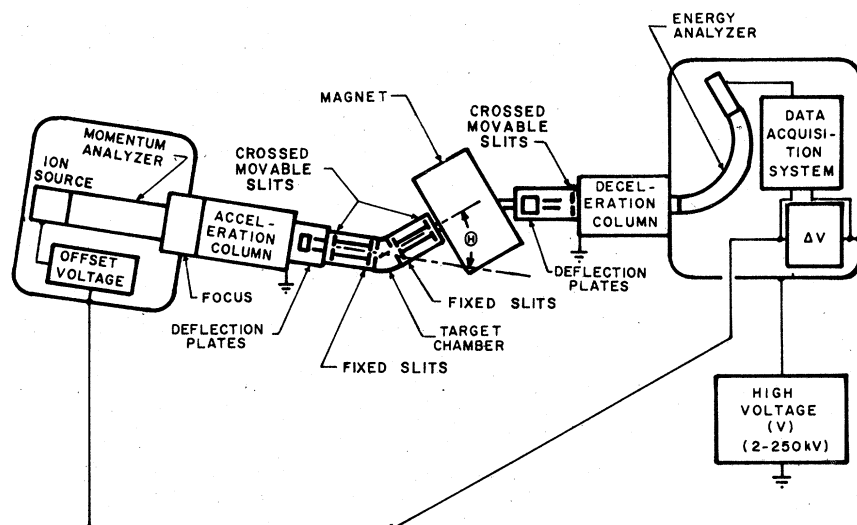 ENERGY
ANALYZER
MAGNET
CROSSED
MOVABLE
SLITS
DATA
ACQUISI-
TION
SYSTEM
MOMENTUM
ANALYZER
ION
SOURCE
CROSSED
MOVABLE
SLITS
ACCEL-
ERATION
COLUMN
DECEL-
ERATION
COLUMN
Θ
ΔV
OFFSET
VOLTAGE
FOCUS
DEFLECTION
PLATES
FIXED SLITS
TARGET
CHAMBER
FIXED SLITS
DEFLECTION
PLATES
HIGH
VOLTAGE
(V)
(2-250kV)